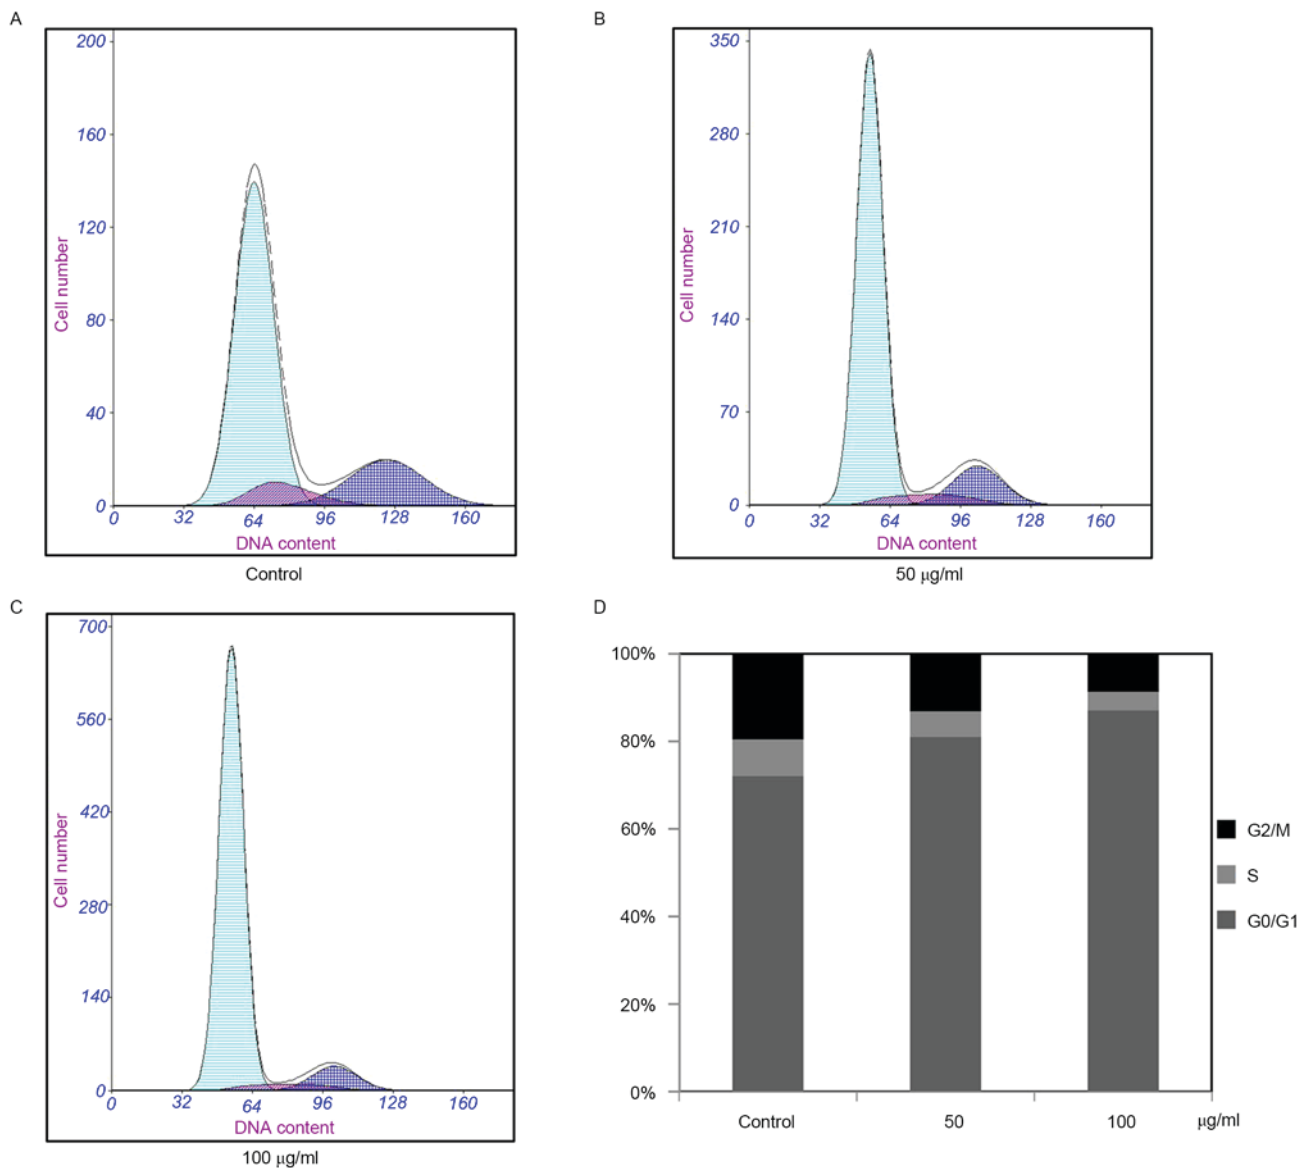 A
200
160
120
80
40
0
Cell number
0 32 64 96 128 160
DNA content
Control
B
350
280
210
140
70
0
Cell number
0 32 64 96 128 160
DNA content
50 μg/ml
C
700
560
420
280
140
0
Cell number
0 32 64 96 128 160
DNA content
100 μg/ml
D
100%
80%
60%
40%
20%
0%
Control 50 100 μg/ml
G2/M
S
G0/G1